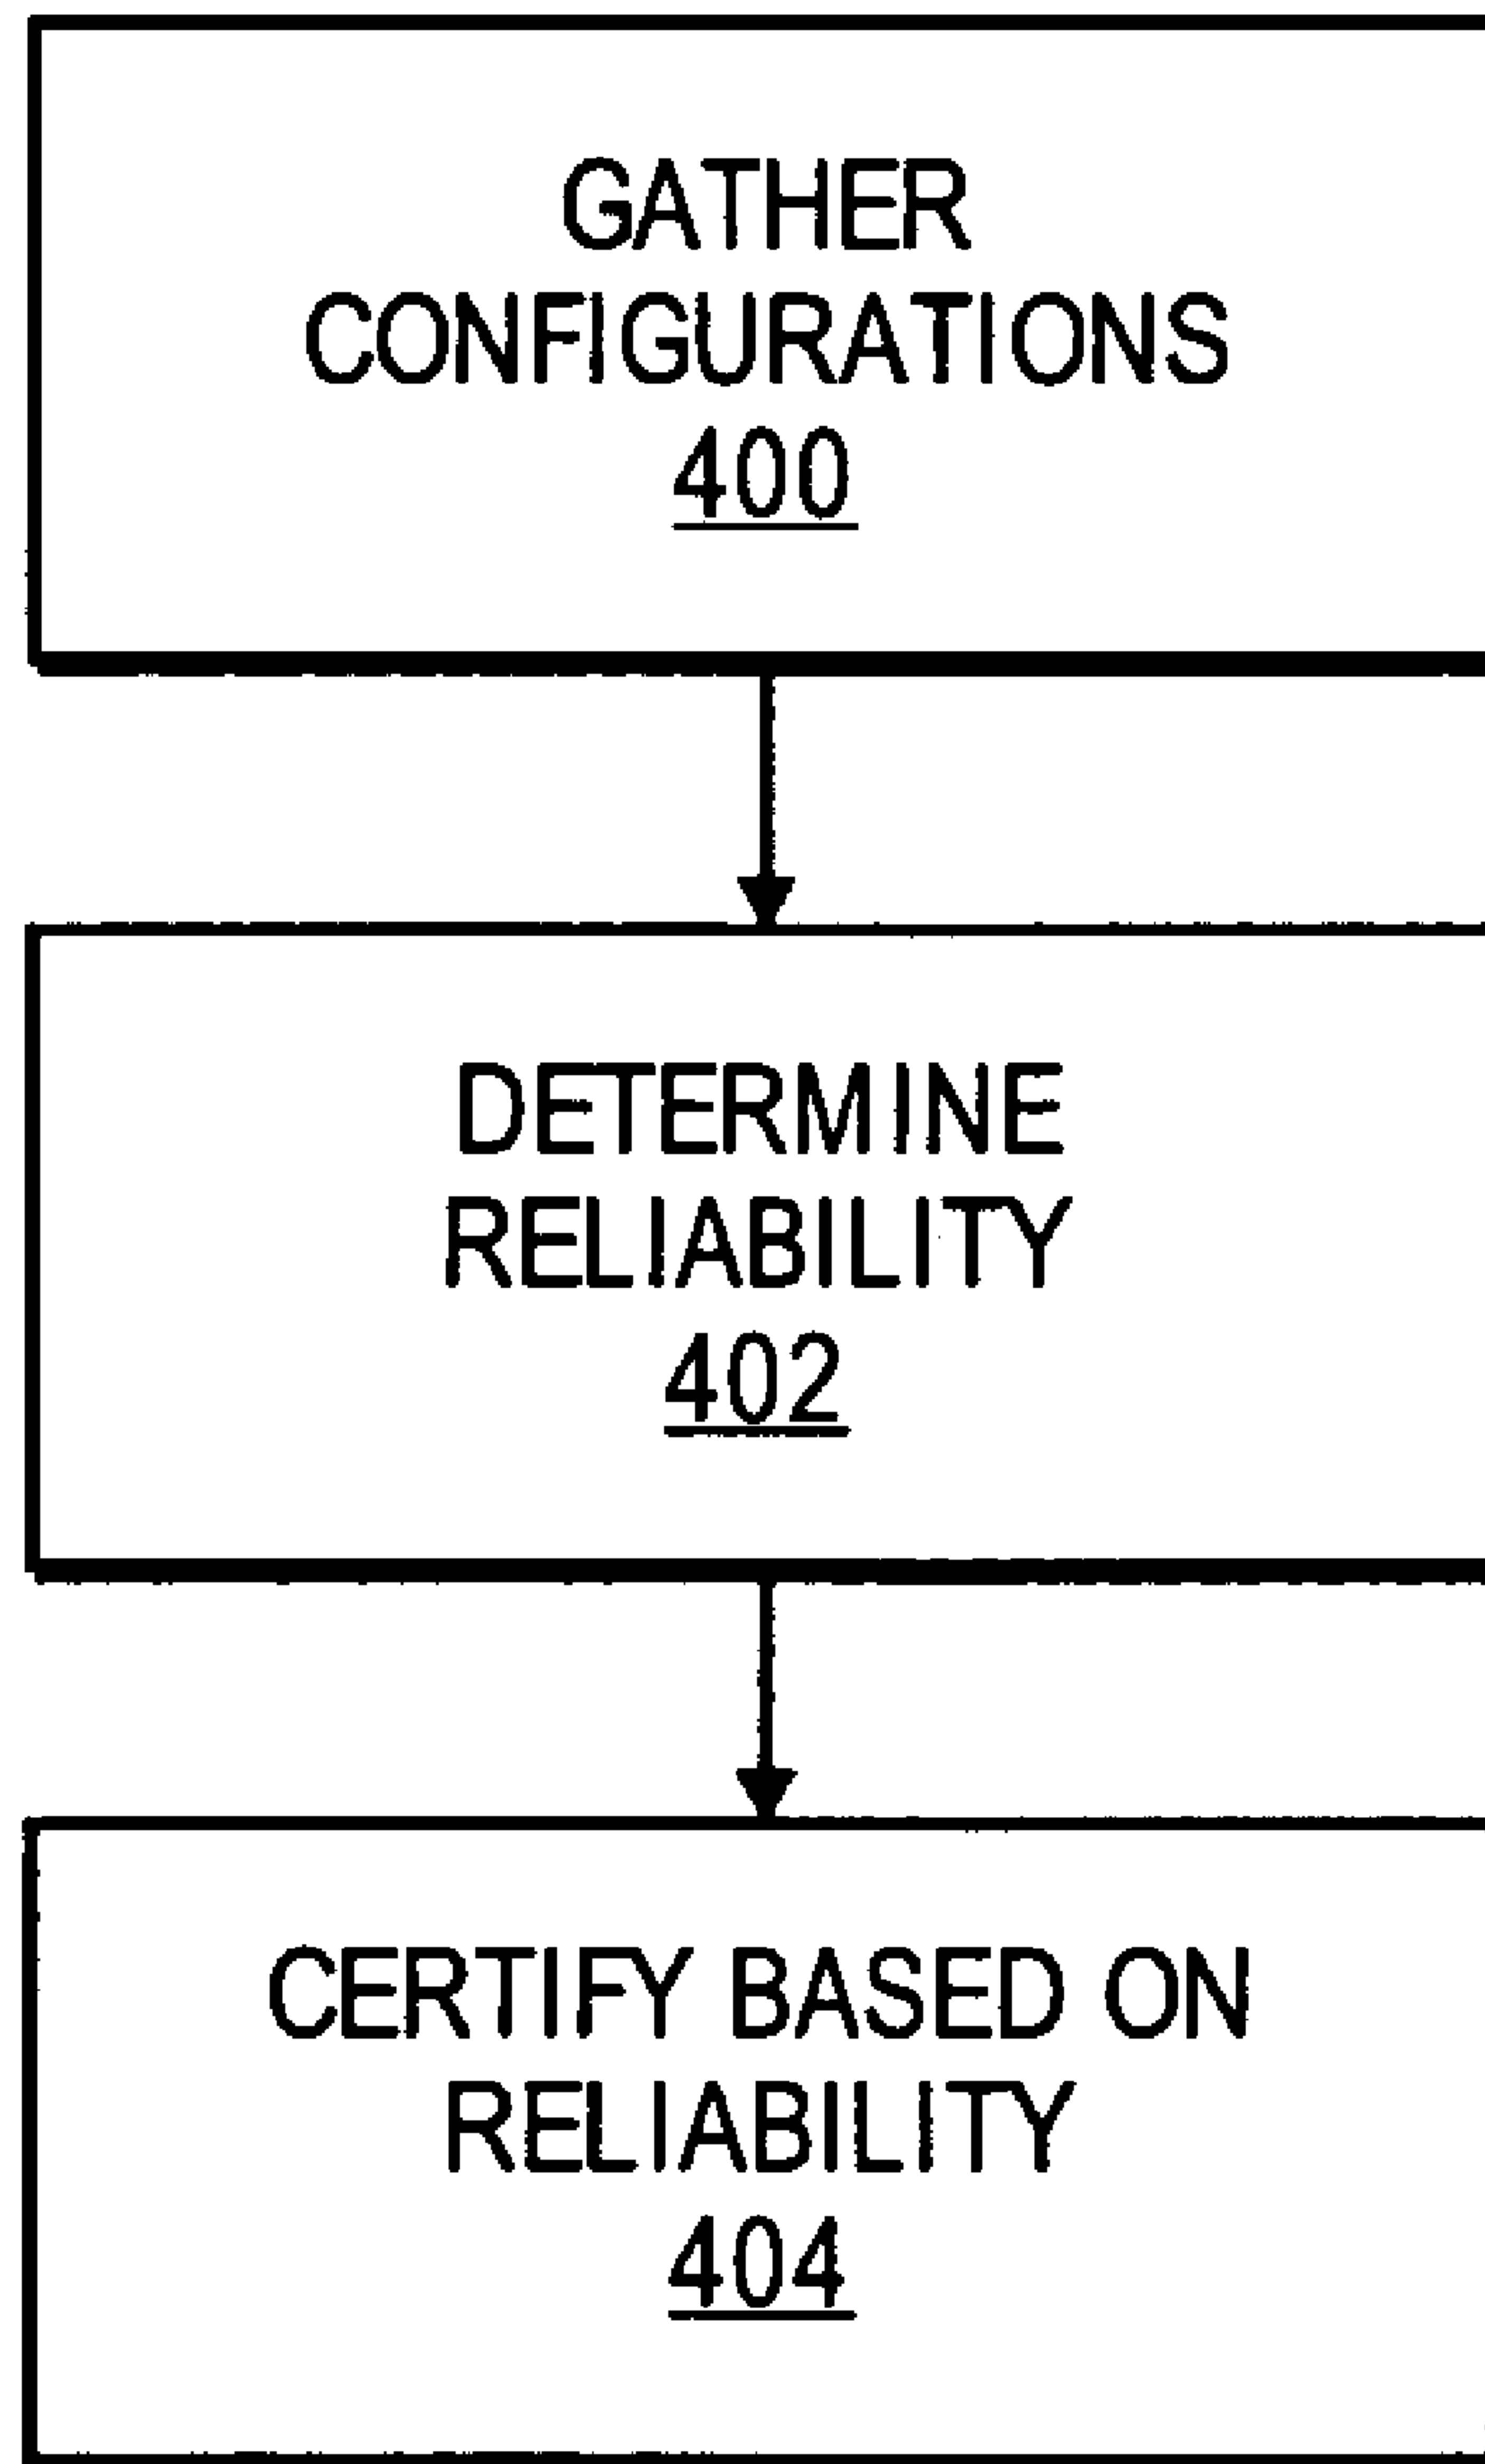 GATHER
CONFIGURATIONS
400
DETERMINE
RELIABILITY
402
CERTIFY BASED ON
RELIABILITY
404